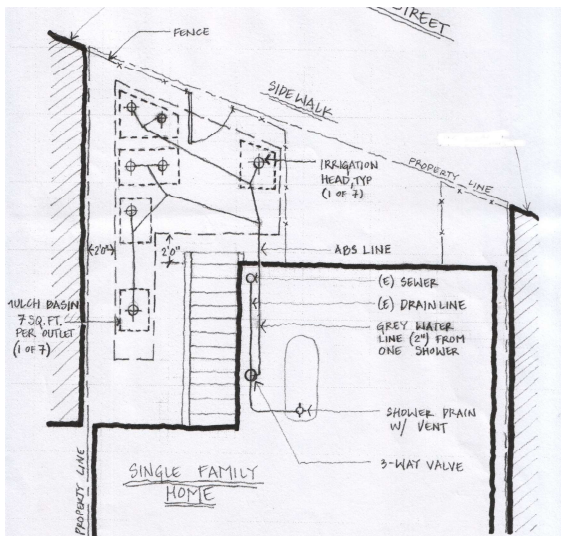 STREET
FENCE
SIDEWALK
PROPERTY LINE
IRRIGATION
HEAD, TYP
(1 OF 7)
ABS LINE
2'0"
2'0"
(E) SEWER
(E) DRAINLINE
MULCH BASIN
7 SQ. FT.
PER OUTLET
(1 OF 7)
GREY WATER
LINE (2") FROM
ONE SHOWER
SHOWER DRAIN
W/ VENT
3-WAY VALVE
SINGLE FAMILY
HOME
PROPERTY LINE